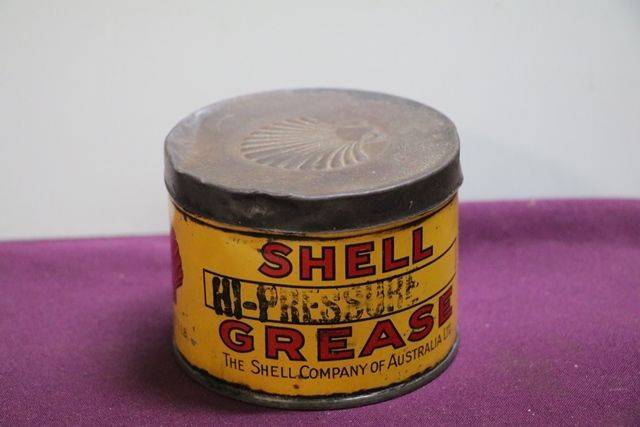 SHELL
HI-PRESSURE
GREASE
THE SHELL COMPANY OF AUSTRALIA LTD